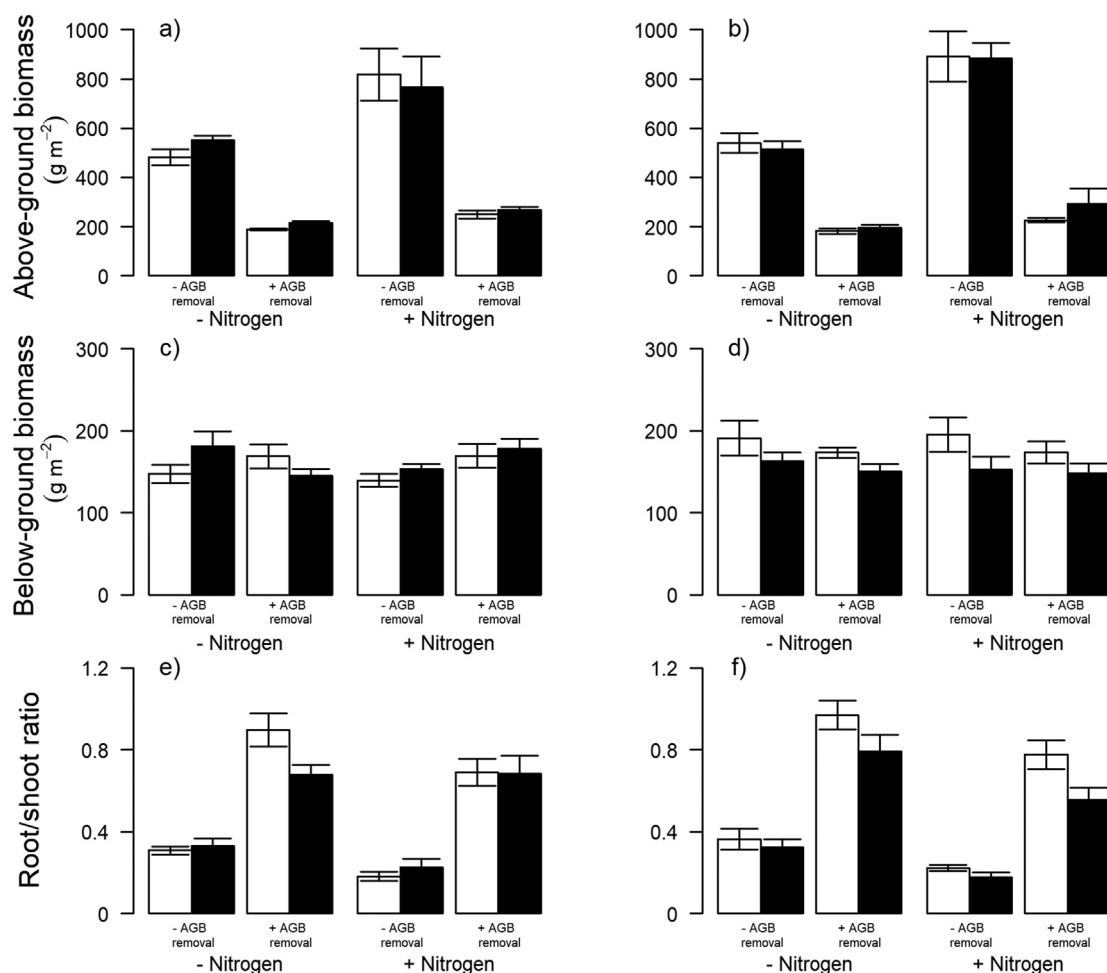 Above-ground biomass
(g m⁻²)
a)
1000
800
600
400
200
0
- AGB removal
+ AGB removal
- AGB removal
+ AGB removal
- Nitrogen
+ Nitrogen
b)
1000
800
600
400
200
0
- AGB removal
+ AGB removal
- AGB removal
+ AGB removal
- Nitrogen
+ Nitrogen
Below-ground biomass
(g m⁻²)
c)
300
200
100
0
- AGB removal
+ AGB removal
- AGB removal
+ AGB removal
- Nitrogen
+ Nitrogen
d)
300
200
100
0
- AGB removal
+ AGB removal
- AGB removal
+ AGB removal
- Nitrogen
+ Nitrogen
Root/shoot ratio
e)
1.2
0.8
0.4
0
- AGB removal
+ AGB removal
- AGB removal
+ AGB removal
- Nitrogen
+ Nitrogen
f)
1.2
0.8
0.4
0
- AGB removal
+ AGB removal
- AGB removal
+ AGB removal
- Nitrogen
+ Nitrogen